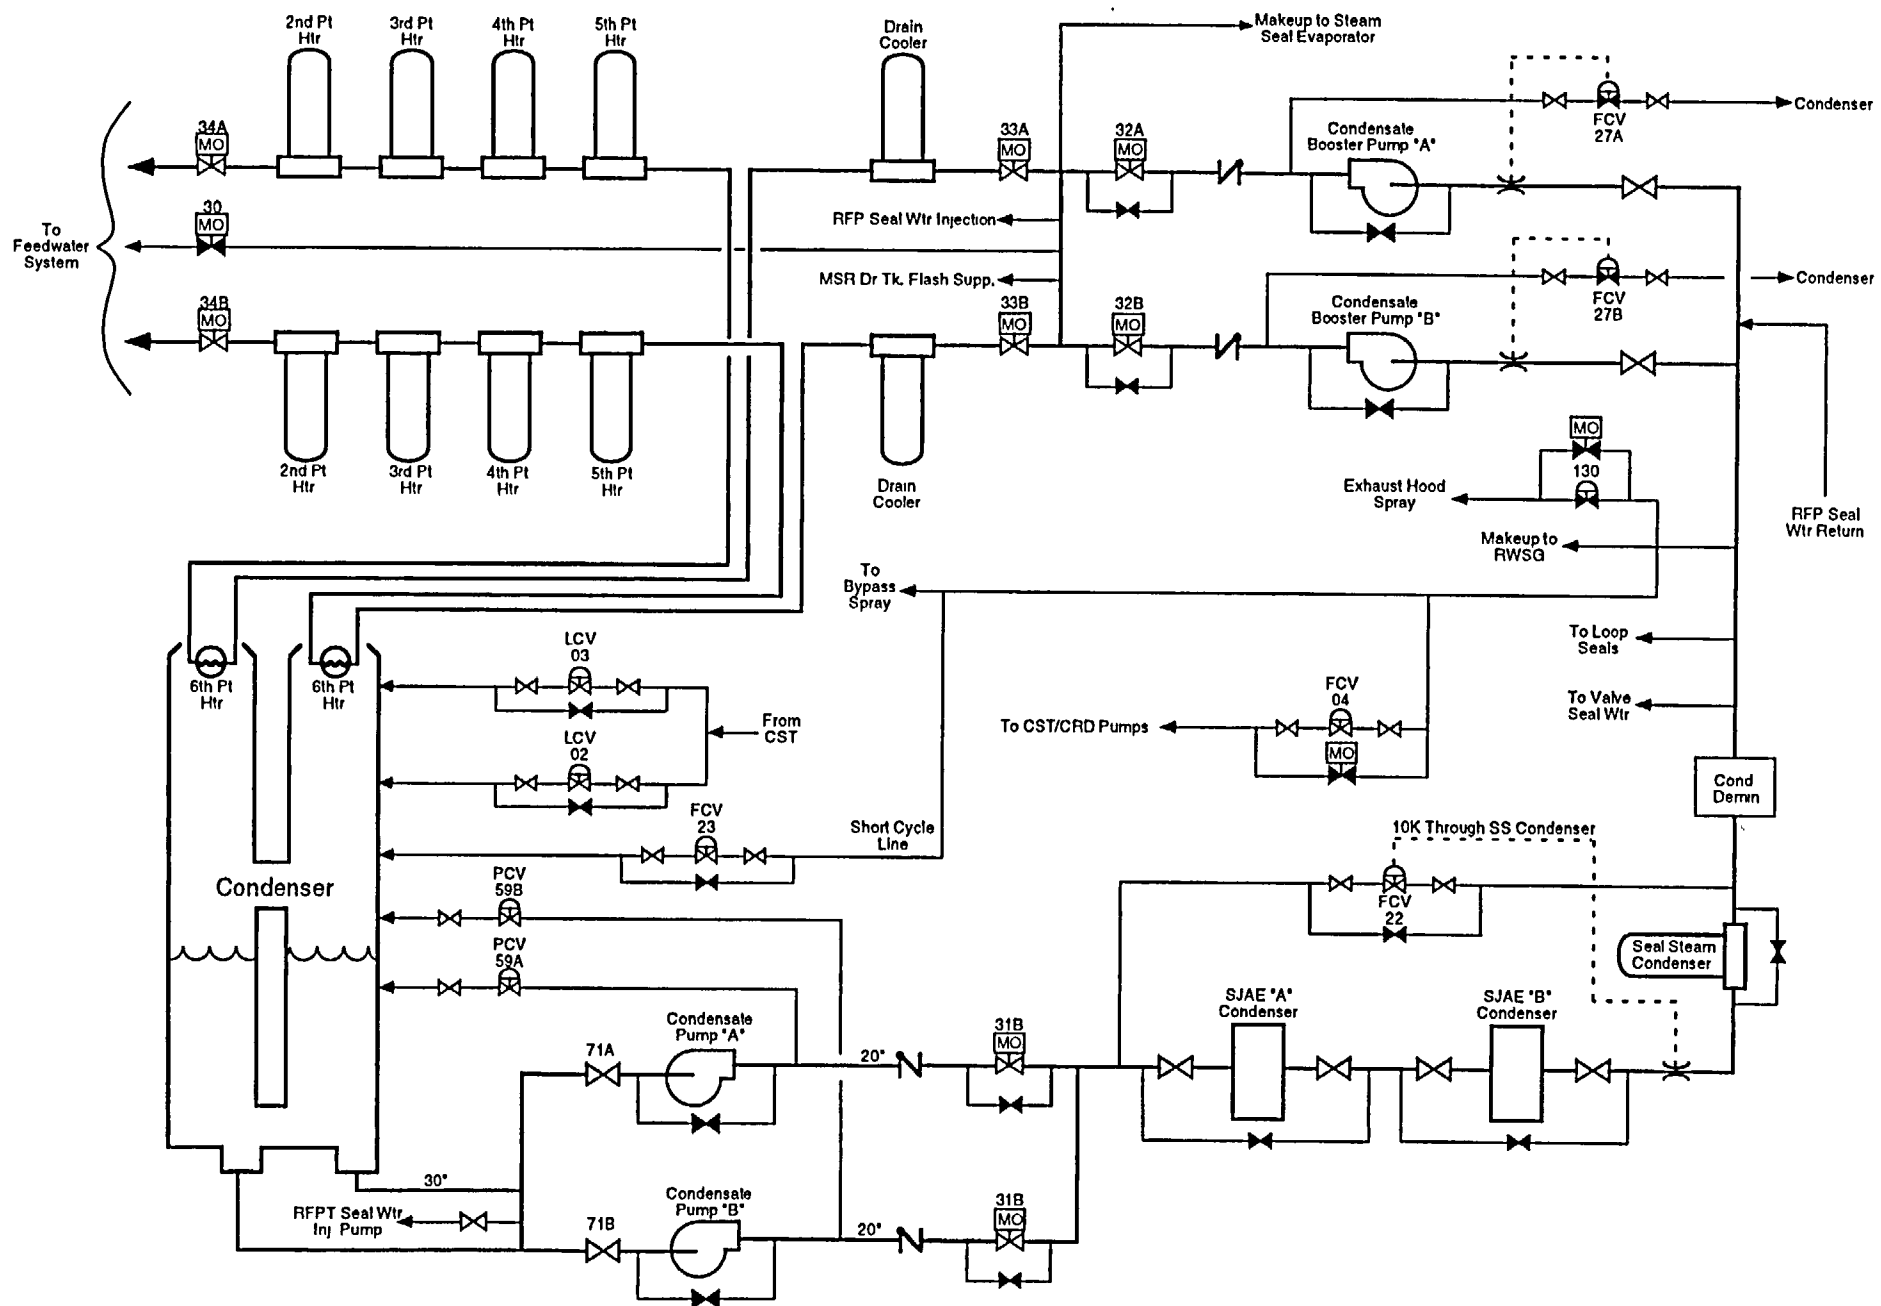 2nd Pt
Htr
3rd Pt
Htr
4th Pt
Htr
5th Pt
Htr
Drain
Cooler
Makeup to Steam
Seal Evaporator
34A
MO
33A
MO
32A
MO
Condensate
Booster Pump "A"
FCV
27A
Condenser
30
MO
To
Feedwater
System
RFP Seal Wtr Injection
MSR Dr Tk. Flash Supp.
34B
MO
33B
MO
32B
MO
Condensate
Booster Pump "B"
FCV
27B
Condenser
2nd Pt
Htr
3rd Pt
Htr
4th Pt
Htr
5th Pt
Htr
Drain
Cooler
MO
130
Exhaust Hood
Spray
RFP Seal
Wtr Return
Makeup to
RWSG
To
Bypass
Spray
To Loop
Seals
To Valve
Seal Wtr
6th Pt
Htr
6th Pt
Htr
LCV
03
From
CST
LCV
02
FCV
04
To CST/CRD Pumps
MO
Cond
Demin
FCV
23
Short Cycle
Line
10K Through SS Condenser
FCV
22
Condenser
PCV
59B
PCV
59A
Seal Steam
Condenser
SJAE "A"
Condenser
SJAE "B"
Condenser
Condensate
Pump "A"
71A
20"
31B
MO
30"
RFPT Seal Wtr
Inj Pump
Condensate
Pump "B"
71B
20"
31B
MO